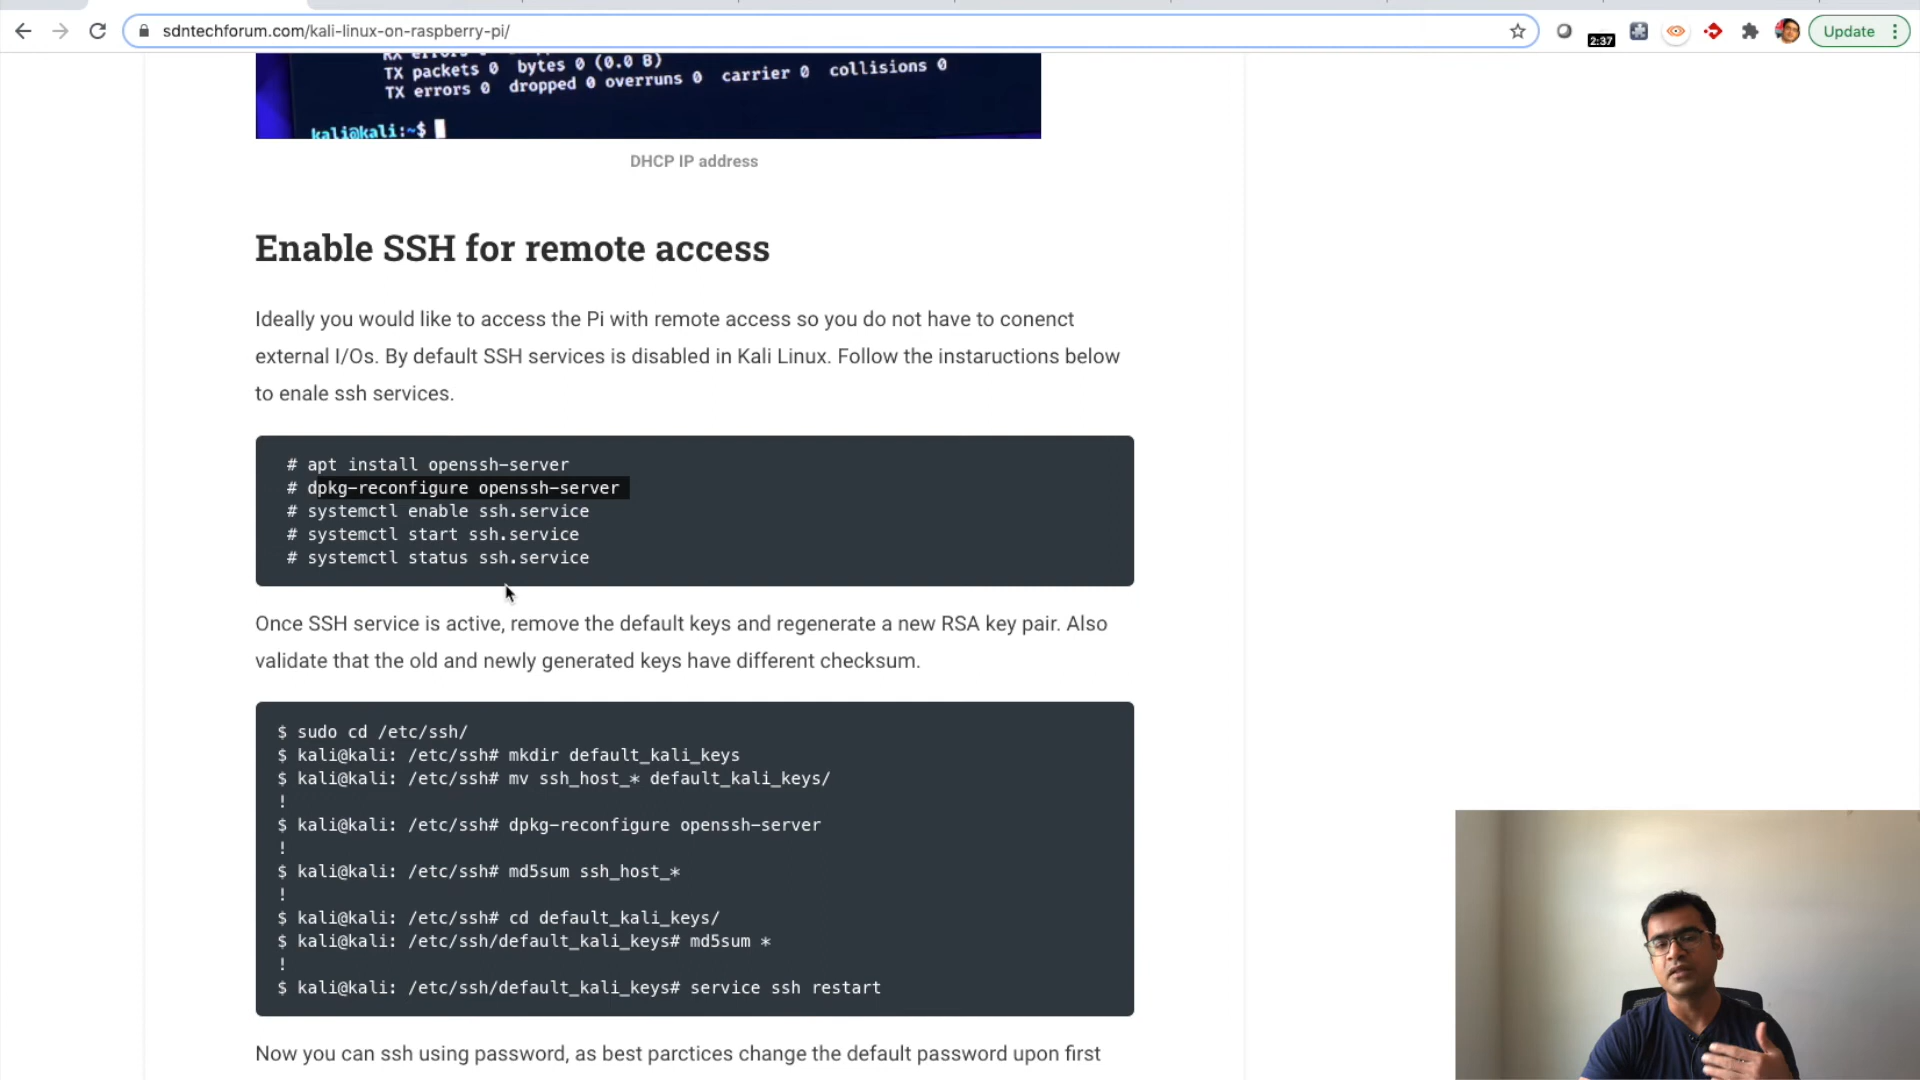 sdntechforum.com/kali-linux-on-raspberry-pi/
2:37
Update
TX packets 0 bytes 0 (0.0 B)
TX errors 0 dropped 0 overruns 0 carrier 0 collisions 0
kali@kali:~$
DHCP IP address
Enable SSH for remote access
Ideally you would like to access the Pi with remote access so you do not have to conenct
external I/Os. By default SSH services is disabled in Kali Linux. Follow the instaructions below
to enale ssh services.
# apt install openssh-server
# dpkg-reconfigure openssh-server
# systemctl enable ssh.service
# systemctl start ssh.service
# systemctl status ssh.service
Once SSH service is active, remove the default keys and regenerate a new RSA key pair. Also
validate that the old and newly generated keys have different checksum.
$ sudo cd /etc/ssh/
$ kali@kali: /etc/ssh# mkdir default_kali_keys
$ kali@kali: /etc/ssh# mv ssh_host_* default_kali_keys/
!
$ kali@kali: /etc/ssh# dpkg-reconfigure openssh-server
!
$ kali@kali: /etc/ssh# md5sum ssh_host_*
!
$ kali@kali: /etc/ssh# cd default_kali_keys/
$ kali@kali: /etc/ssh/default_kali_keys# md5sum *
!
$ kali@kali: /etc/ssh/default_kali_keys# service ssh restart
Now you can ssh using password, as best parctices change the default password upon first